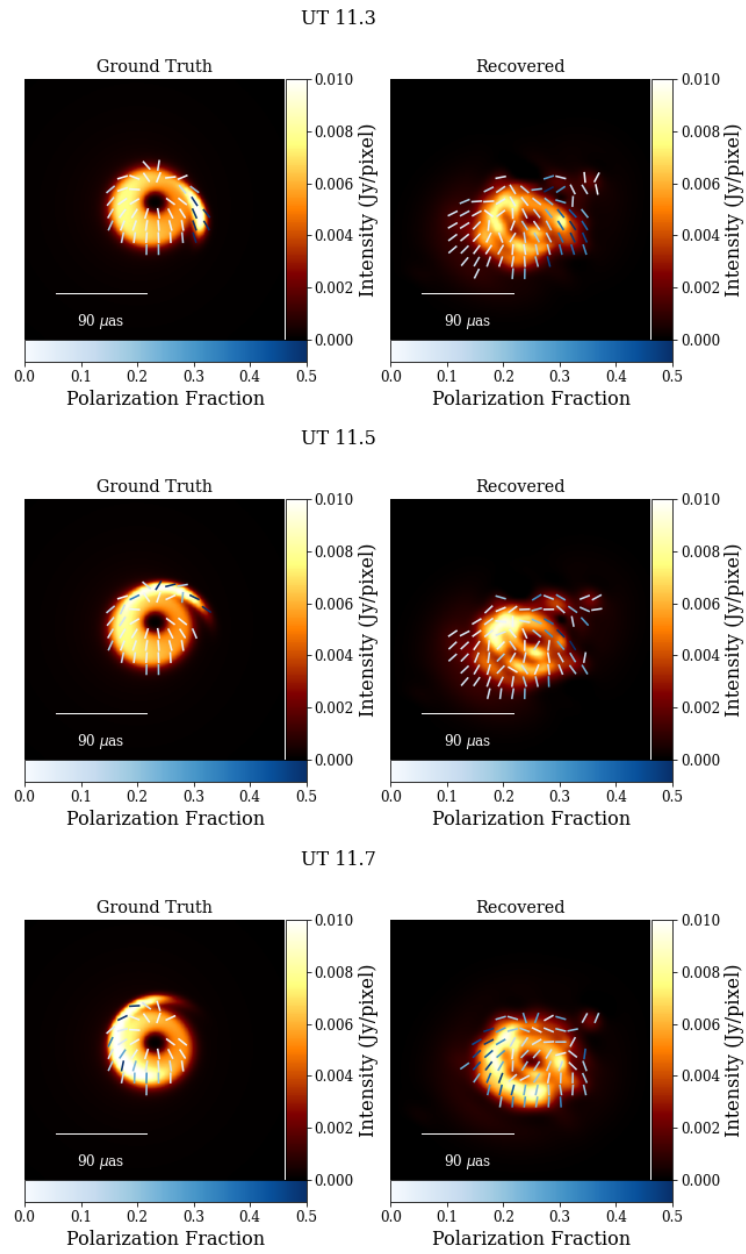 UT 11.3
Ground Truth
Recovered
0.010
0.008
0.006
0.004
0.002
0.000
Intensity (Jy/pixel)
90 μas
0.0 0.1 0.2 0.3 0.4 0.5
Polarization Fraction
0.010
0.008
0.006
0.004
0.002
0.000
Intensity (Jy/pixel)
90 μas
0.0 0.1 0.2 0.3 0.4 0.5
Polarization Fraction
UT 11.5
Ground Truth
Recovered
0.010
0.008
0.006
0.004
0.002
0.000
Intensity (Jy/pixel)
90 μas
0.0 0.1 0.2 0.3 0.4 0.5
Polarization Fraction
0.010
0.008
0.006
0.004
0.002
0.000
Intensity (Jy/pixel)
90 μas
0.0 0.1 0.2 0.3 0.4 0.5
Polarization Fraction
UT 11.7
Ground Truth
Recovered
0.010
0.008
0.006
0.004
0.002
0.000
Intensity (Jy/pixel)
90 μas
0.0 0.1 0.2 0.3 0.4 0.5
Polarization Fraction
0.010
0.008
0.006
0.004
0.002
0.000
Intensity (Jy/pixel)
90 μas
0.0 0.1 0.2 0.3 0.4 0.5
Polarization Fraction